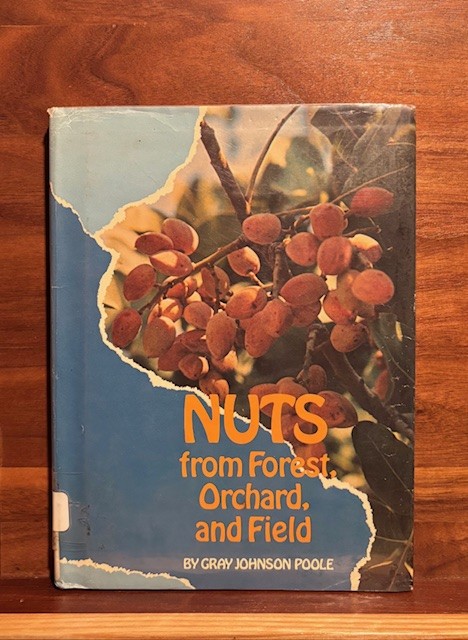 NUTS
from Forest,
Orchard,
and Field
BY GRAY JOHNSON POOLE